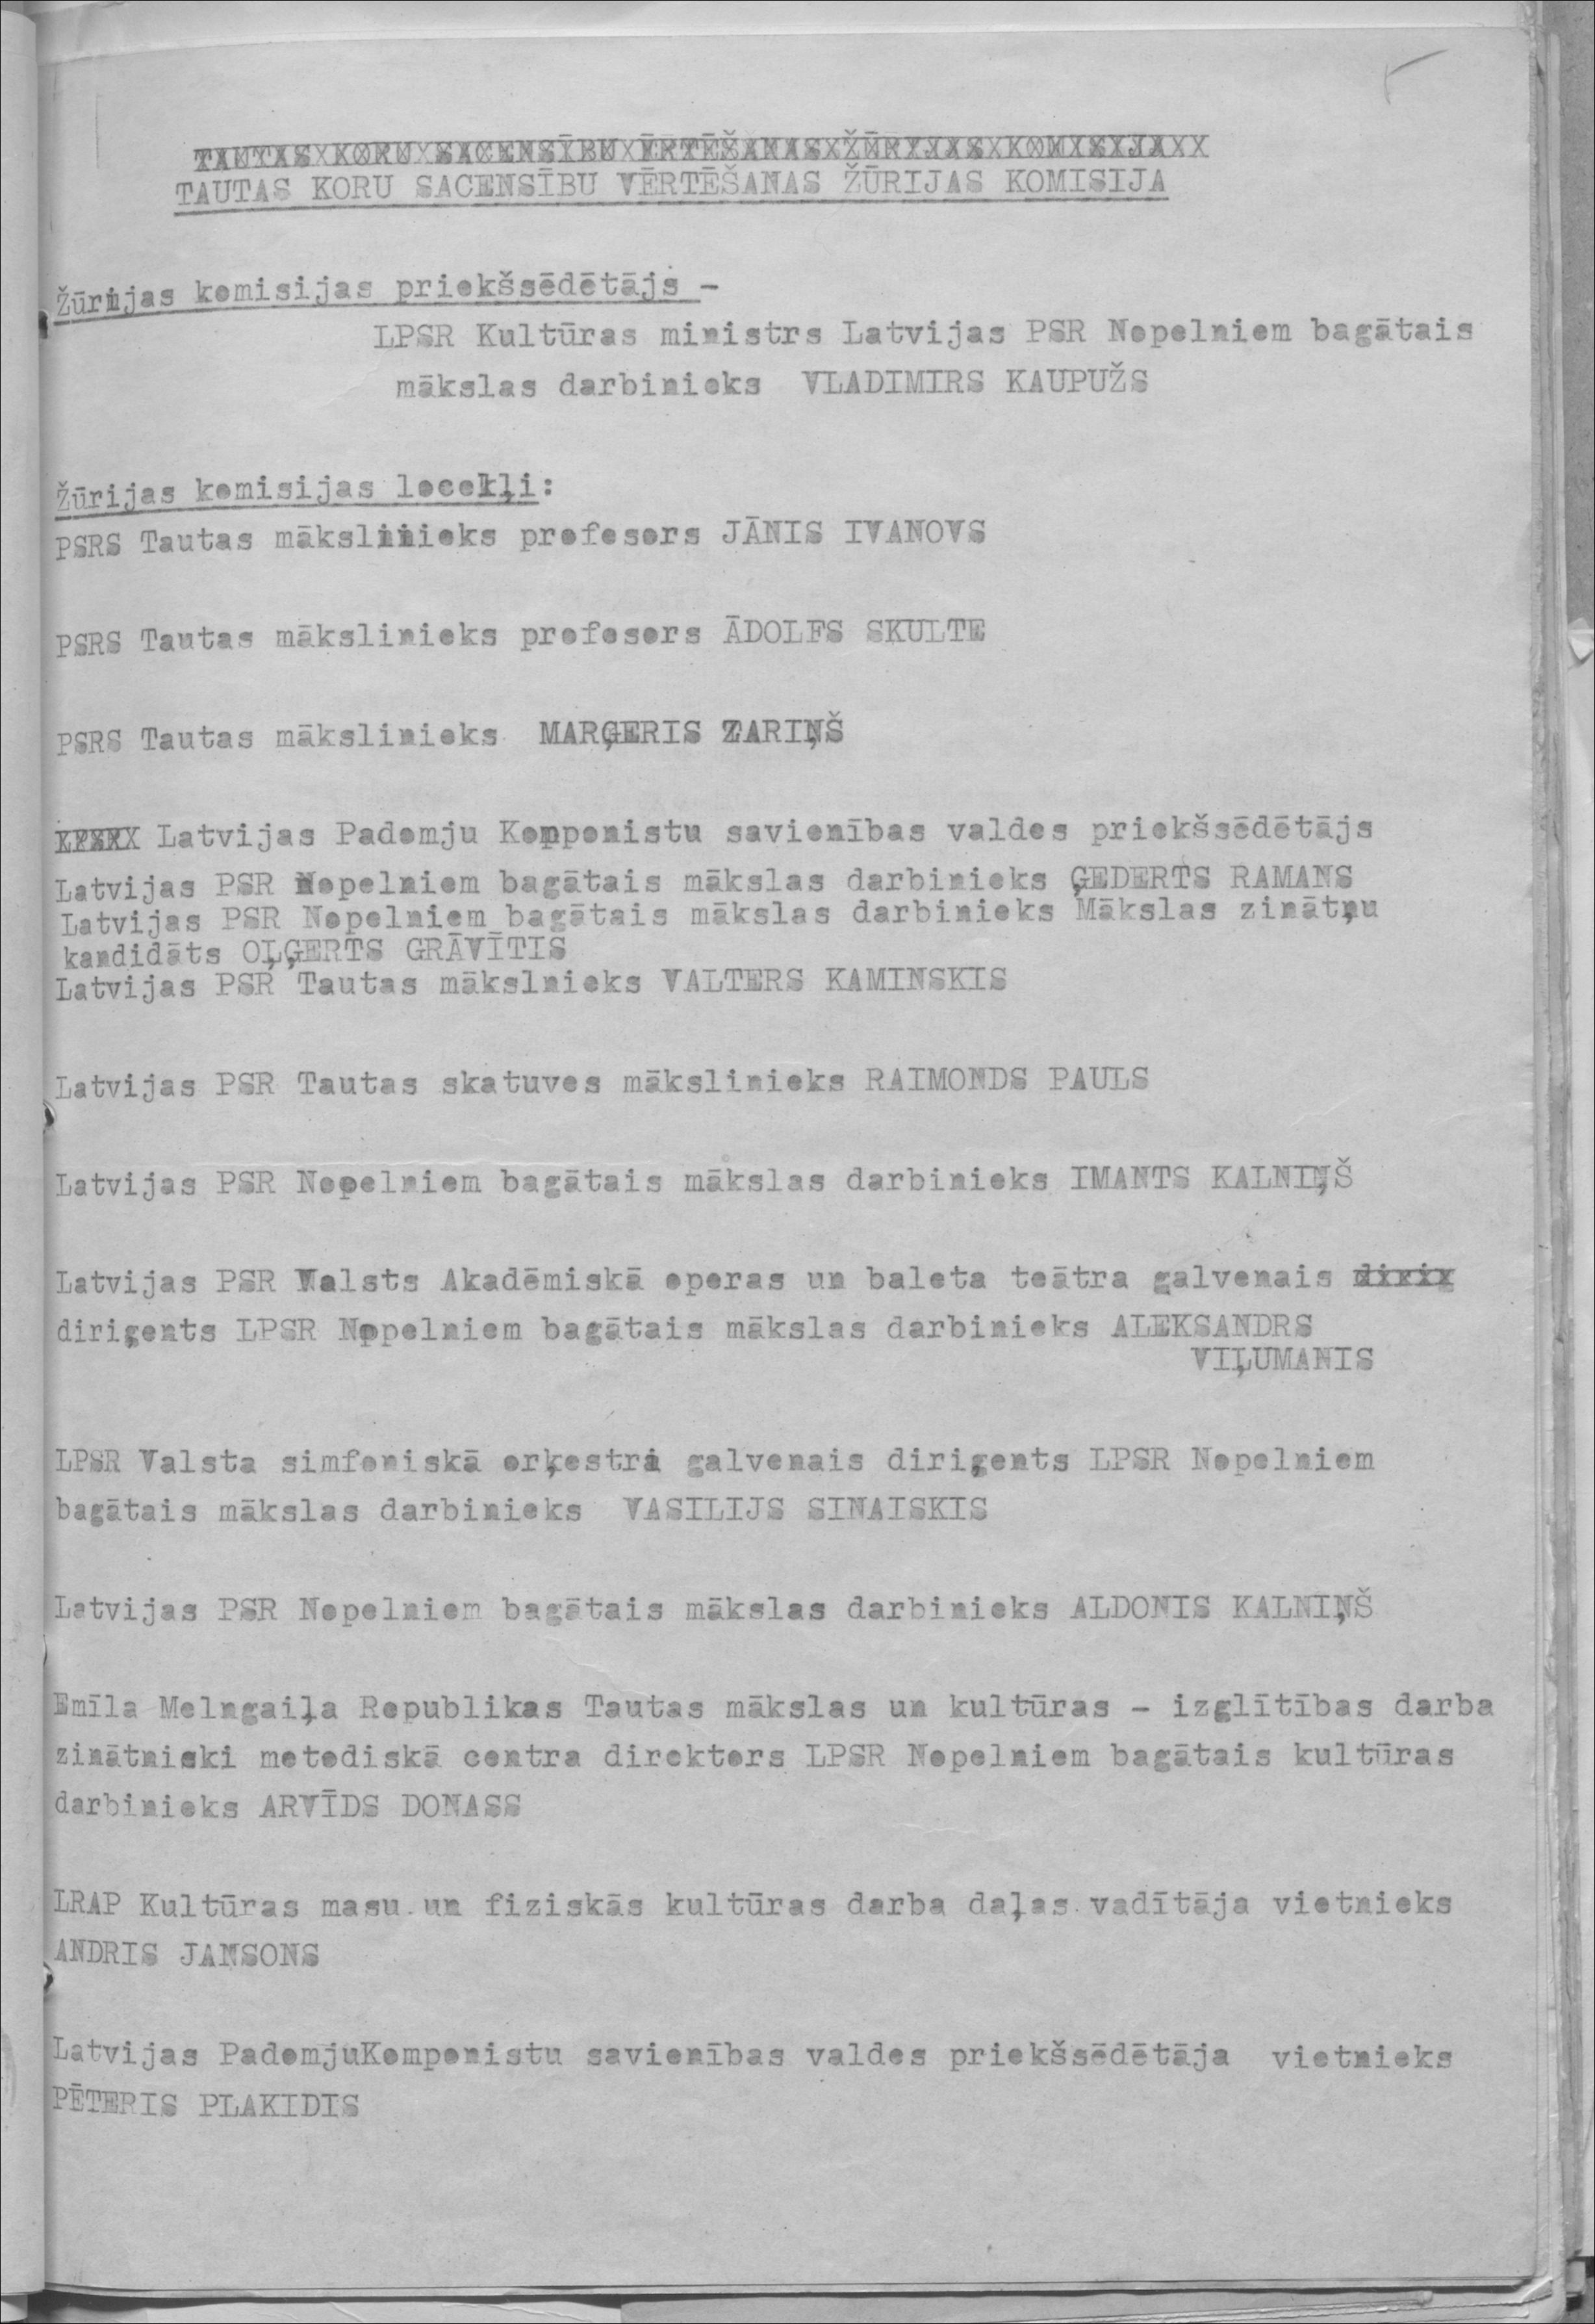 TAUTAS KORU SACENSĪBU VĒRTĒŠANAS ŽŪRIJAS KOMISIJA
Žūrijas komisijas priekšsēdētājs -
LPSR Kultūras ministrs Latvijas PSR Nopelniem bagātais
mākslas darbinieks VLADIMIRS KAUPUŽS
Žūrijas komisijas locekļi:
PSRS Tautas mākslinieks profesors JĀNIS IVANOVS
PSRS Tautas mākslinieks profesors ĀDOLFS SKULTE
PSRS Tautas mākslinieks MARĢERIS ZARIŅŠ
Latvijas Padomju Komponistu savienības valdes priekšsēdētājs
Latvijas PSR Nopelniem bagātais mākslas darbinieks ĢEDERTS RAMANS
Latvijas PSR Nopelniem bagātais mākslas darbinieks Mākslas zinātņu
kandidāts OĻĢERTS GRĀVĪTIS
Latvijas PSR Tautas mākslnieks VALTERS KAMINSKIS
Latvijas PSR Tautas skatuves mākslinieks RAIMONDS PAULS
Latvijas PSR Nopelniem bagātais mākslas darbinieks IMANTS KALNIŅŠ
Latvijas PSR Valsts Akadēmiskā operas un baleta teātra galvenais
diriģents LPSR Nopelniem bagātais mākslas darbinieks ALEKSANDRS
VIĻUMANIS
LPSR Valsta simfoniskā orķestra galvenais diriģents LPSR Nopelniem
bagātais mākslas darbinieks VASILIJS SINAISKIS
Latvijas PSR Nopelniem bagātais mākslas darbinieks ALDONIS KALNIŅŠ
Emīla Melngaiļa Republikas Tautas mākslas un kultūras - izglītības darba
zinātniski metodiskā centra direktors LPSR Nopelniem bagātais kultūras
darbinieks ARVĪDS DONASS
LRAP Kultūras masu un fiziskās kultūras darba daļas vadītāja vietnieks
ANDRIS JANSONS
Latvijas PadomjuKomponistu savienības valdes priekšsēdētāja vietnieks
PĒTERIS PLAKIDIS